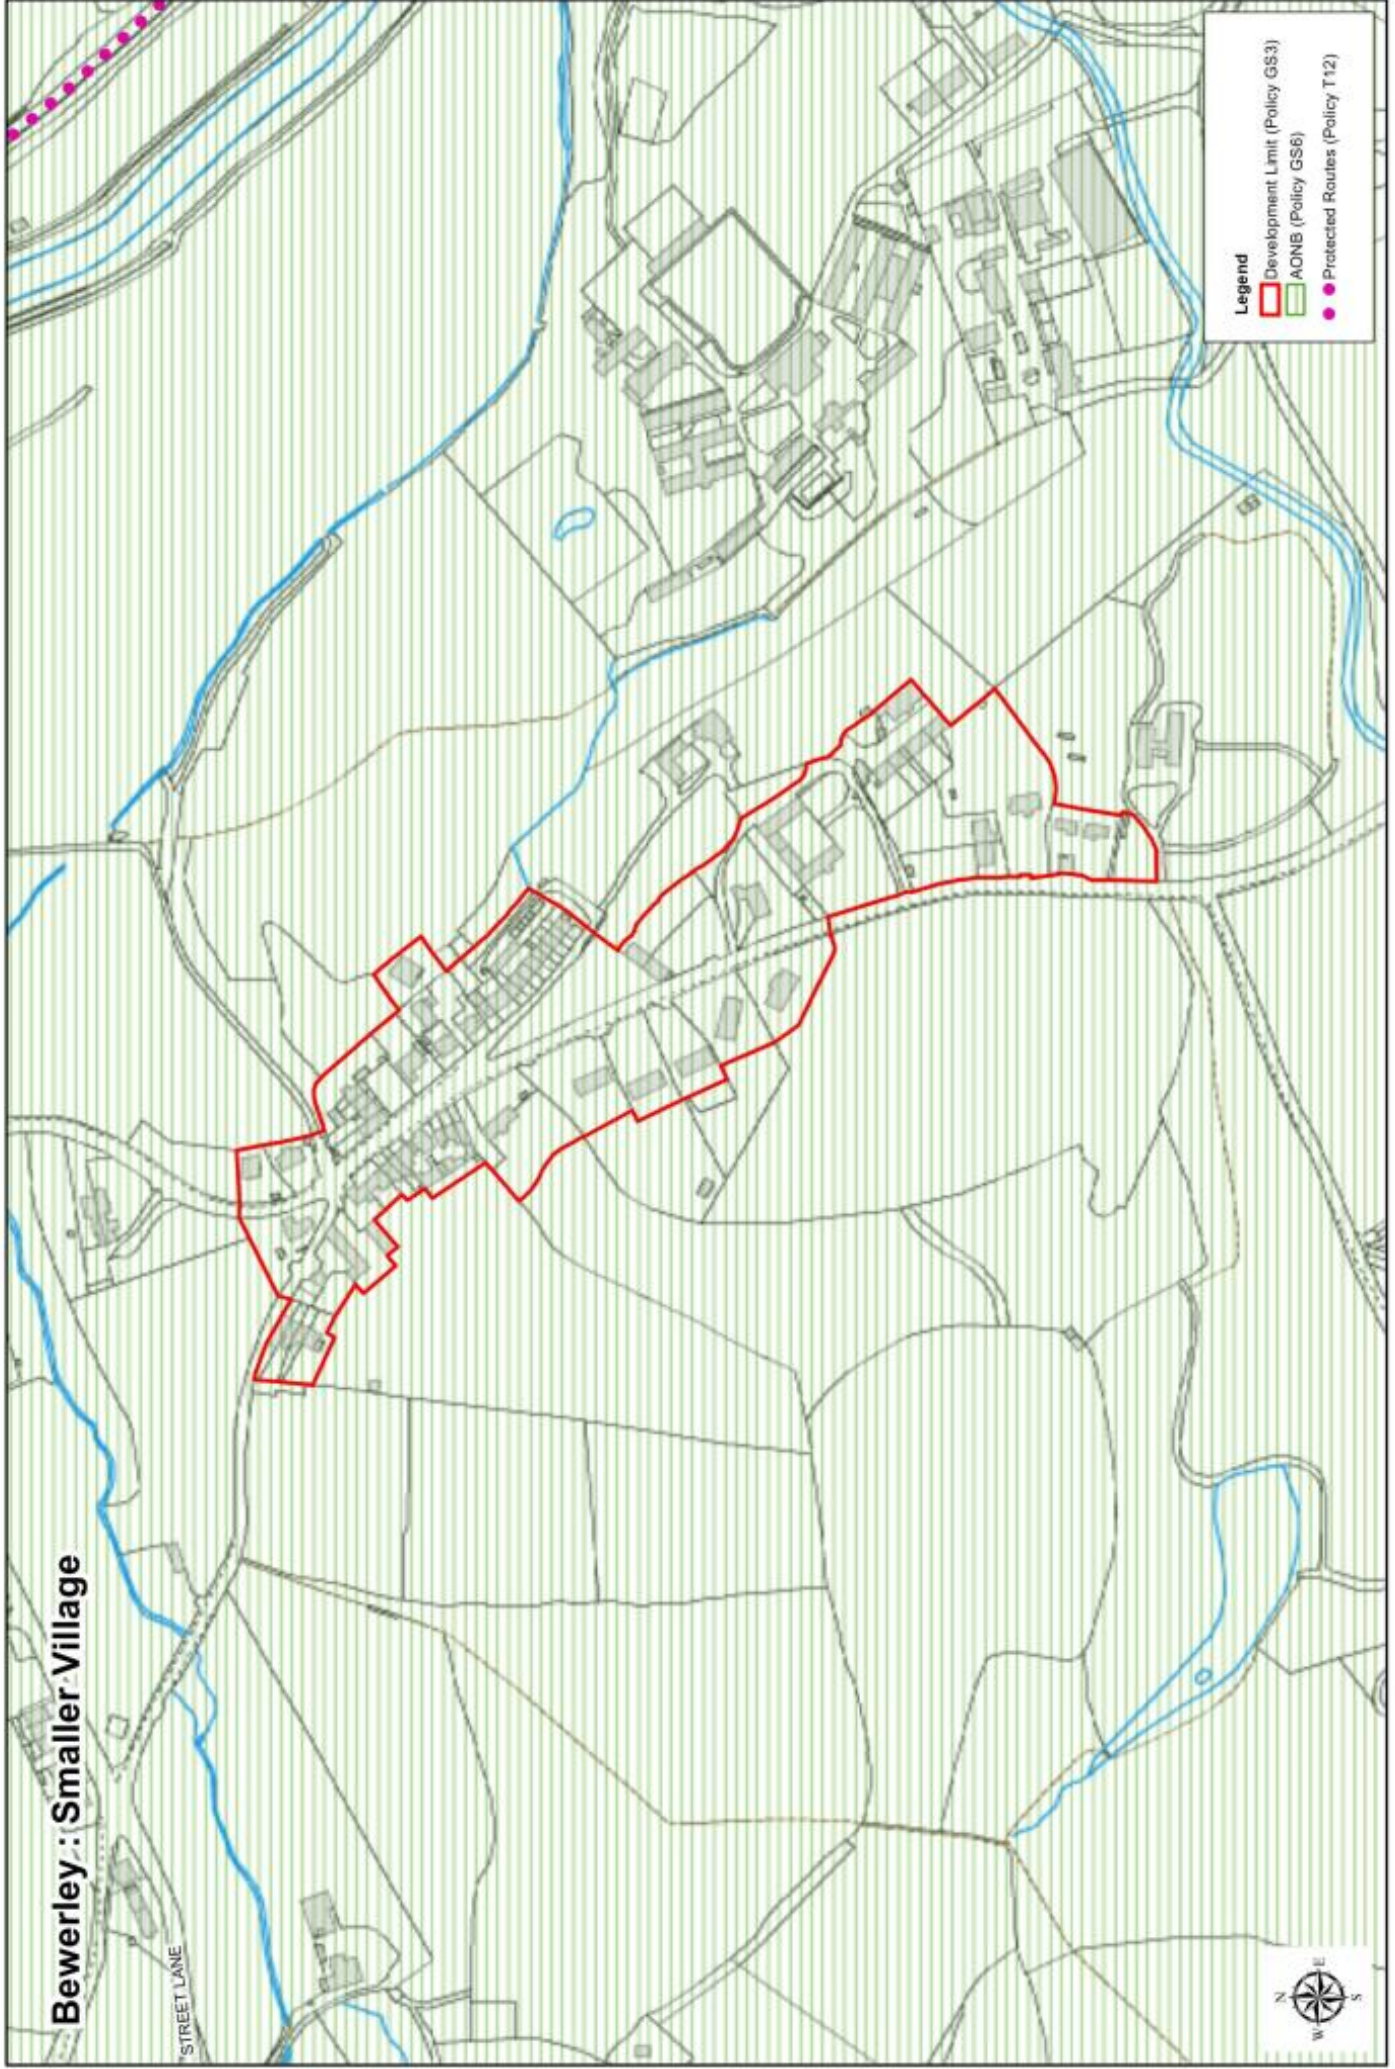 Bewerley : Smaller Village
STREET LANE
Legend
Development Limit (Policy GS3)
AONB (Policy GS6)
Protected Routes (Policy T12)
N
W E
S